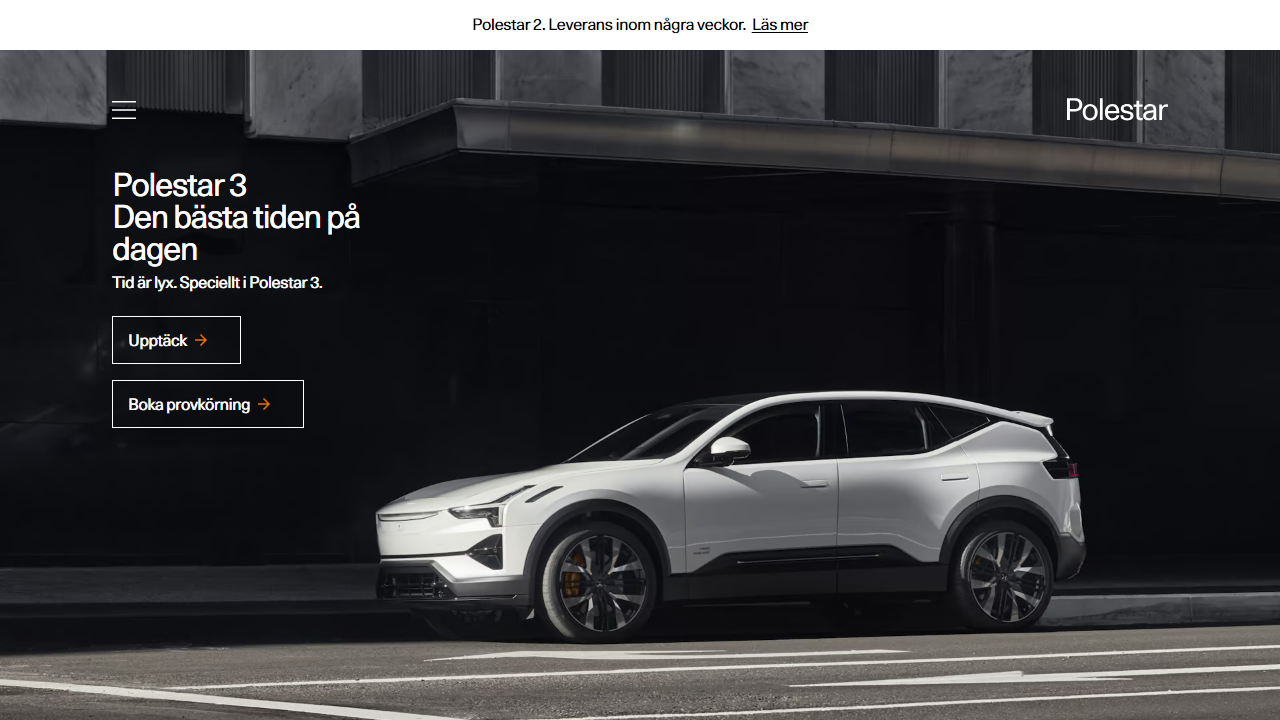 Polestar 2. Leverans inom några veckor. Läs mer
Polestar
Polestar 3
Den bästa tiden på
dagen
Tid är lyx. Speciellt i Polestar 3.
Upptäck
Boka provkörning